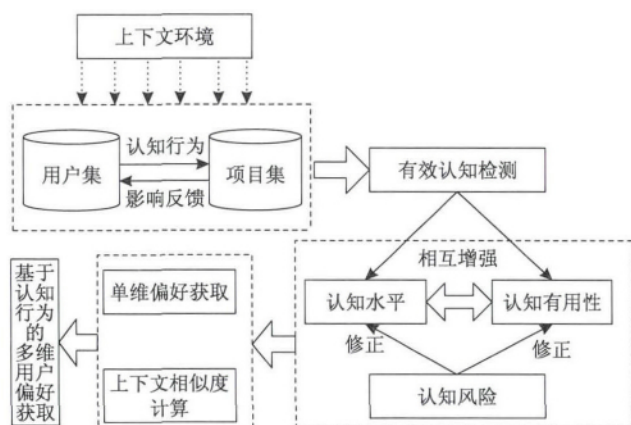 上下文环境
用户集
认知行为
影响反馈
项目集
有效认知检测
相互增强
认知水平
认知有用性
修正
修正
认知风险
单维偏好获取
上下文相似度
计算
基于
认知
行为
的
多维
用户
偏好
获取